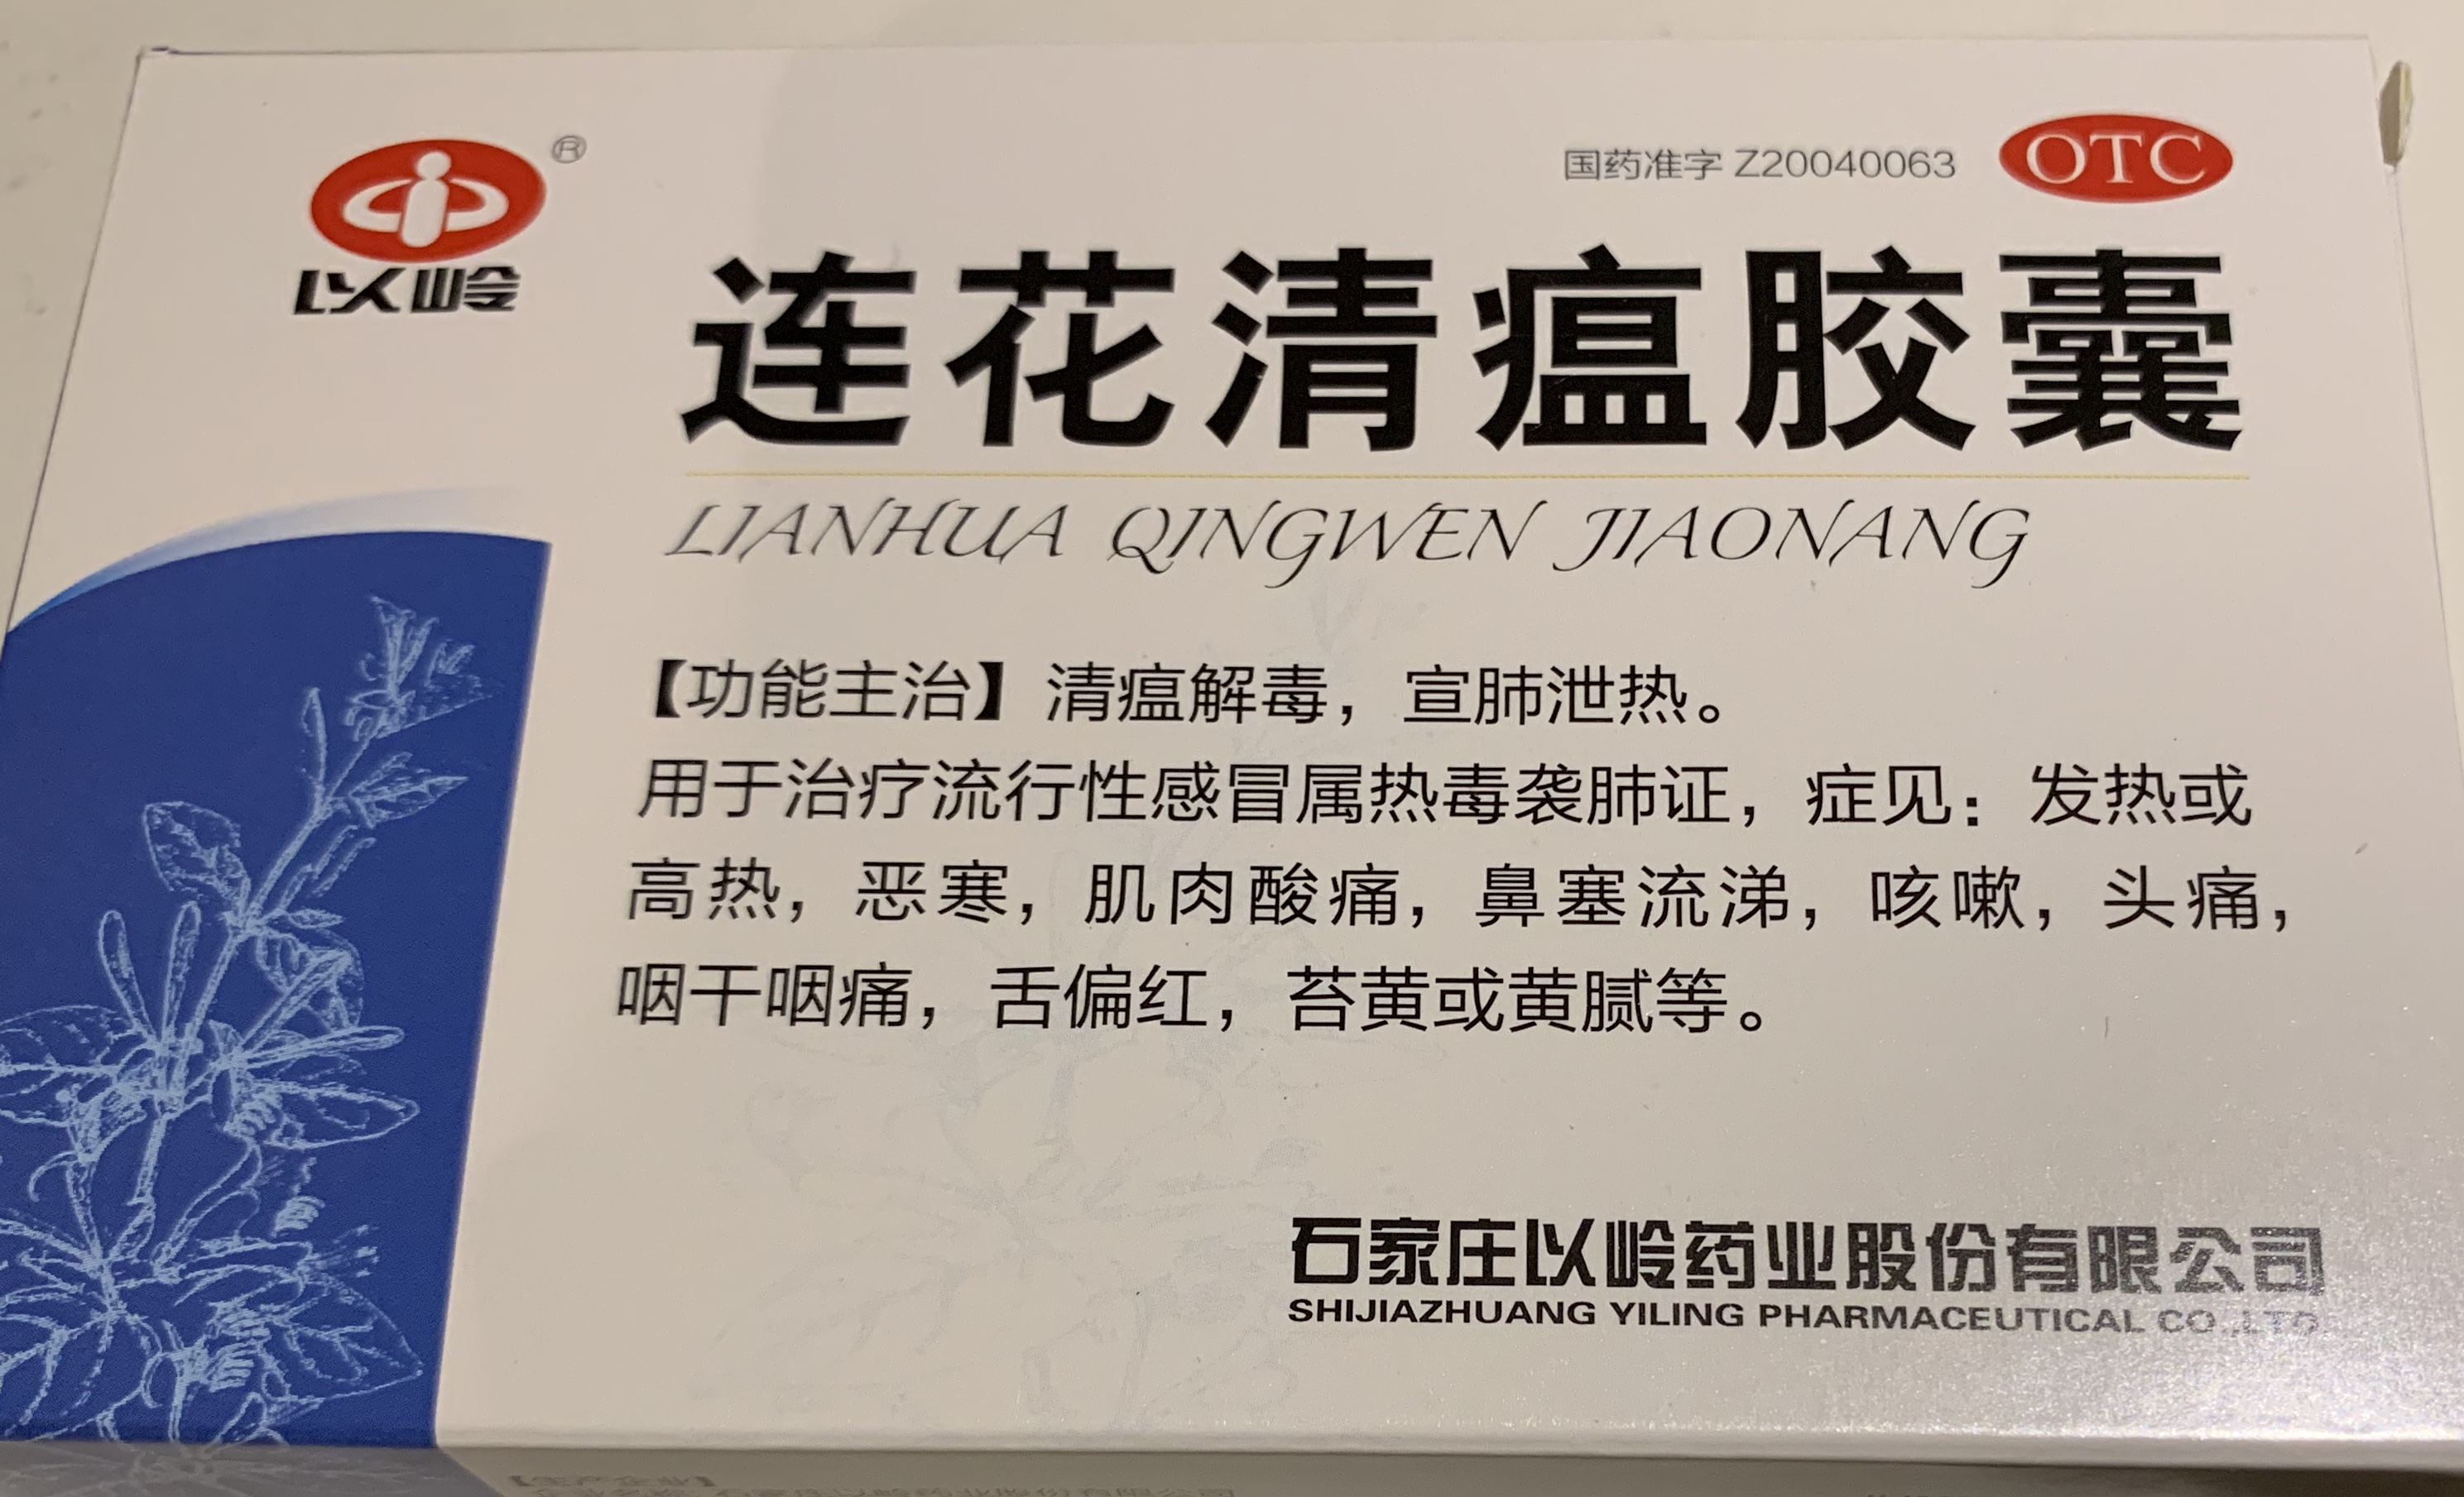 以岭
®
国药准字 Z20040063
OTC
连花清瘟胶囊
LIANHUA QINGWEN JIAONANG
【功能主治】清瘟解毒，宣肺泄热。
用于治疗流行性感冒属热毒袭肺证，症见：发热或
高热，恶寒，肌肉酸痛，鼻塞流涕，咳嗽，头痛，
咽干咽痛，舌偏红，苔黄或黄腻等。
石家庄以岭药业股份有限公司
SHIJIAZHUANG YILING PHARMACEUTICAL CO.,LTD